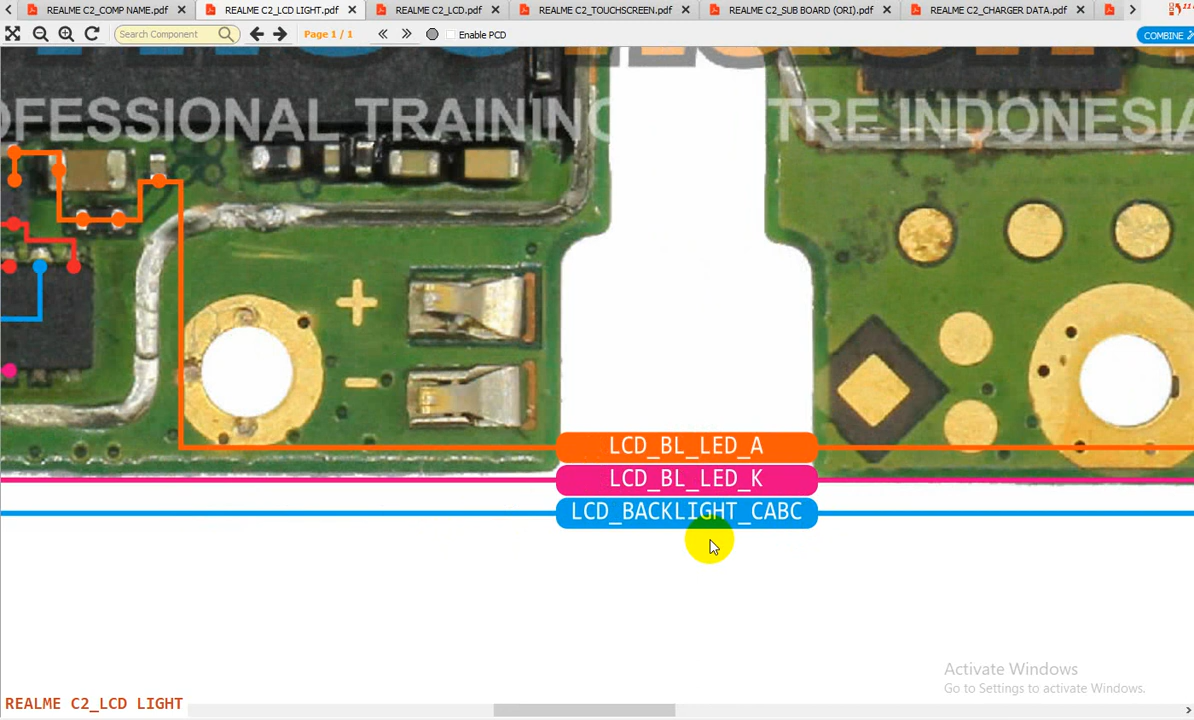 REALME C2_COMP NAME.pdf
REALME C2_LCD LIGHT.pdf
REALME C2_LCD.pdf
REALME C2_TOUCHSCREEN.pdf
REALME C2_SUB BOARD (ORI).pdf
REALME C2_CHARGER DATA.pdf
Search Component
Page 1 / 1
Enable PCD
COMBINE
OFESSIONAL TRAINING
TRE INDONESIA
LCD_BL_LED_A
LCD_BL_LED_K
LCD_BACKLIGHT_CABC
Activate Windows
Go to Settings to activate Windows.
REALME C2_LCD LIGHT